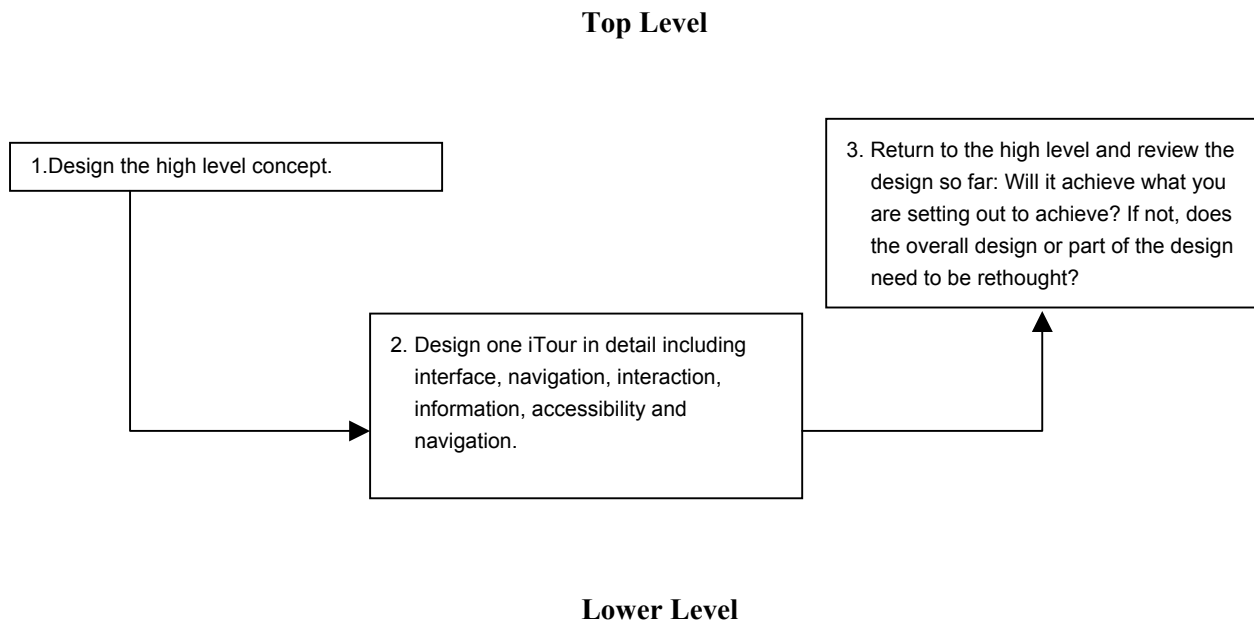 Top Level
1.Design the high level concept.
3. Return to the high level and review the
design so far: Will it achieve what you
are setting out to achieve? If not, does
the overall design or part of the design
need to be rethought?
2. Design one iTour in detail including
interface, navigation, interaction,
information, accessibility and
navigation.
Lower Level